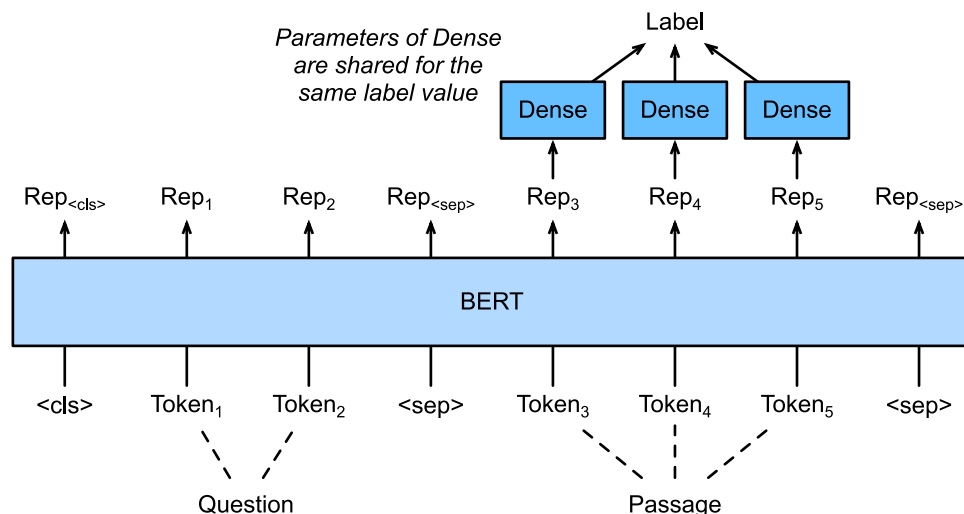 Label
Parameters of Dense
are shared for the
same label value
Dense Dense Dense
Rep<cls> Rep1 Rep2 Rep<sep> Rep3 Rep4 Rep5 Rep<sep>
BERT
<cls> Token1 Token2 <sep> Token3 Token4 Token5 <sep>
Question Passage